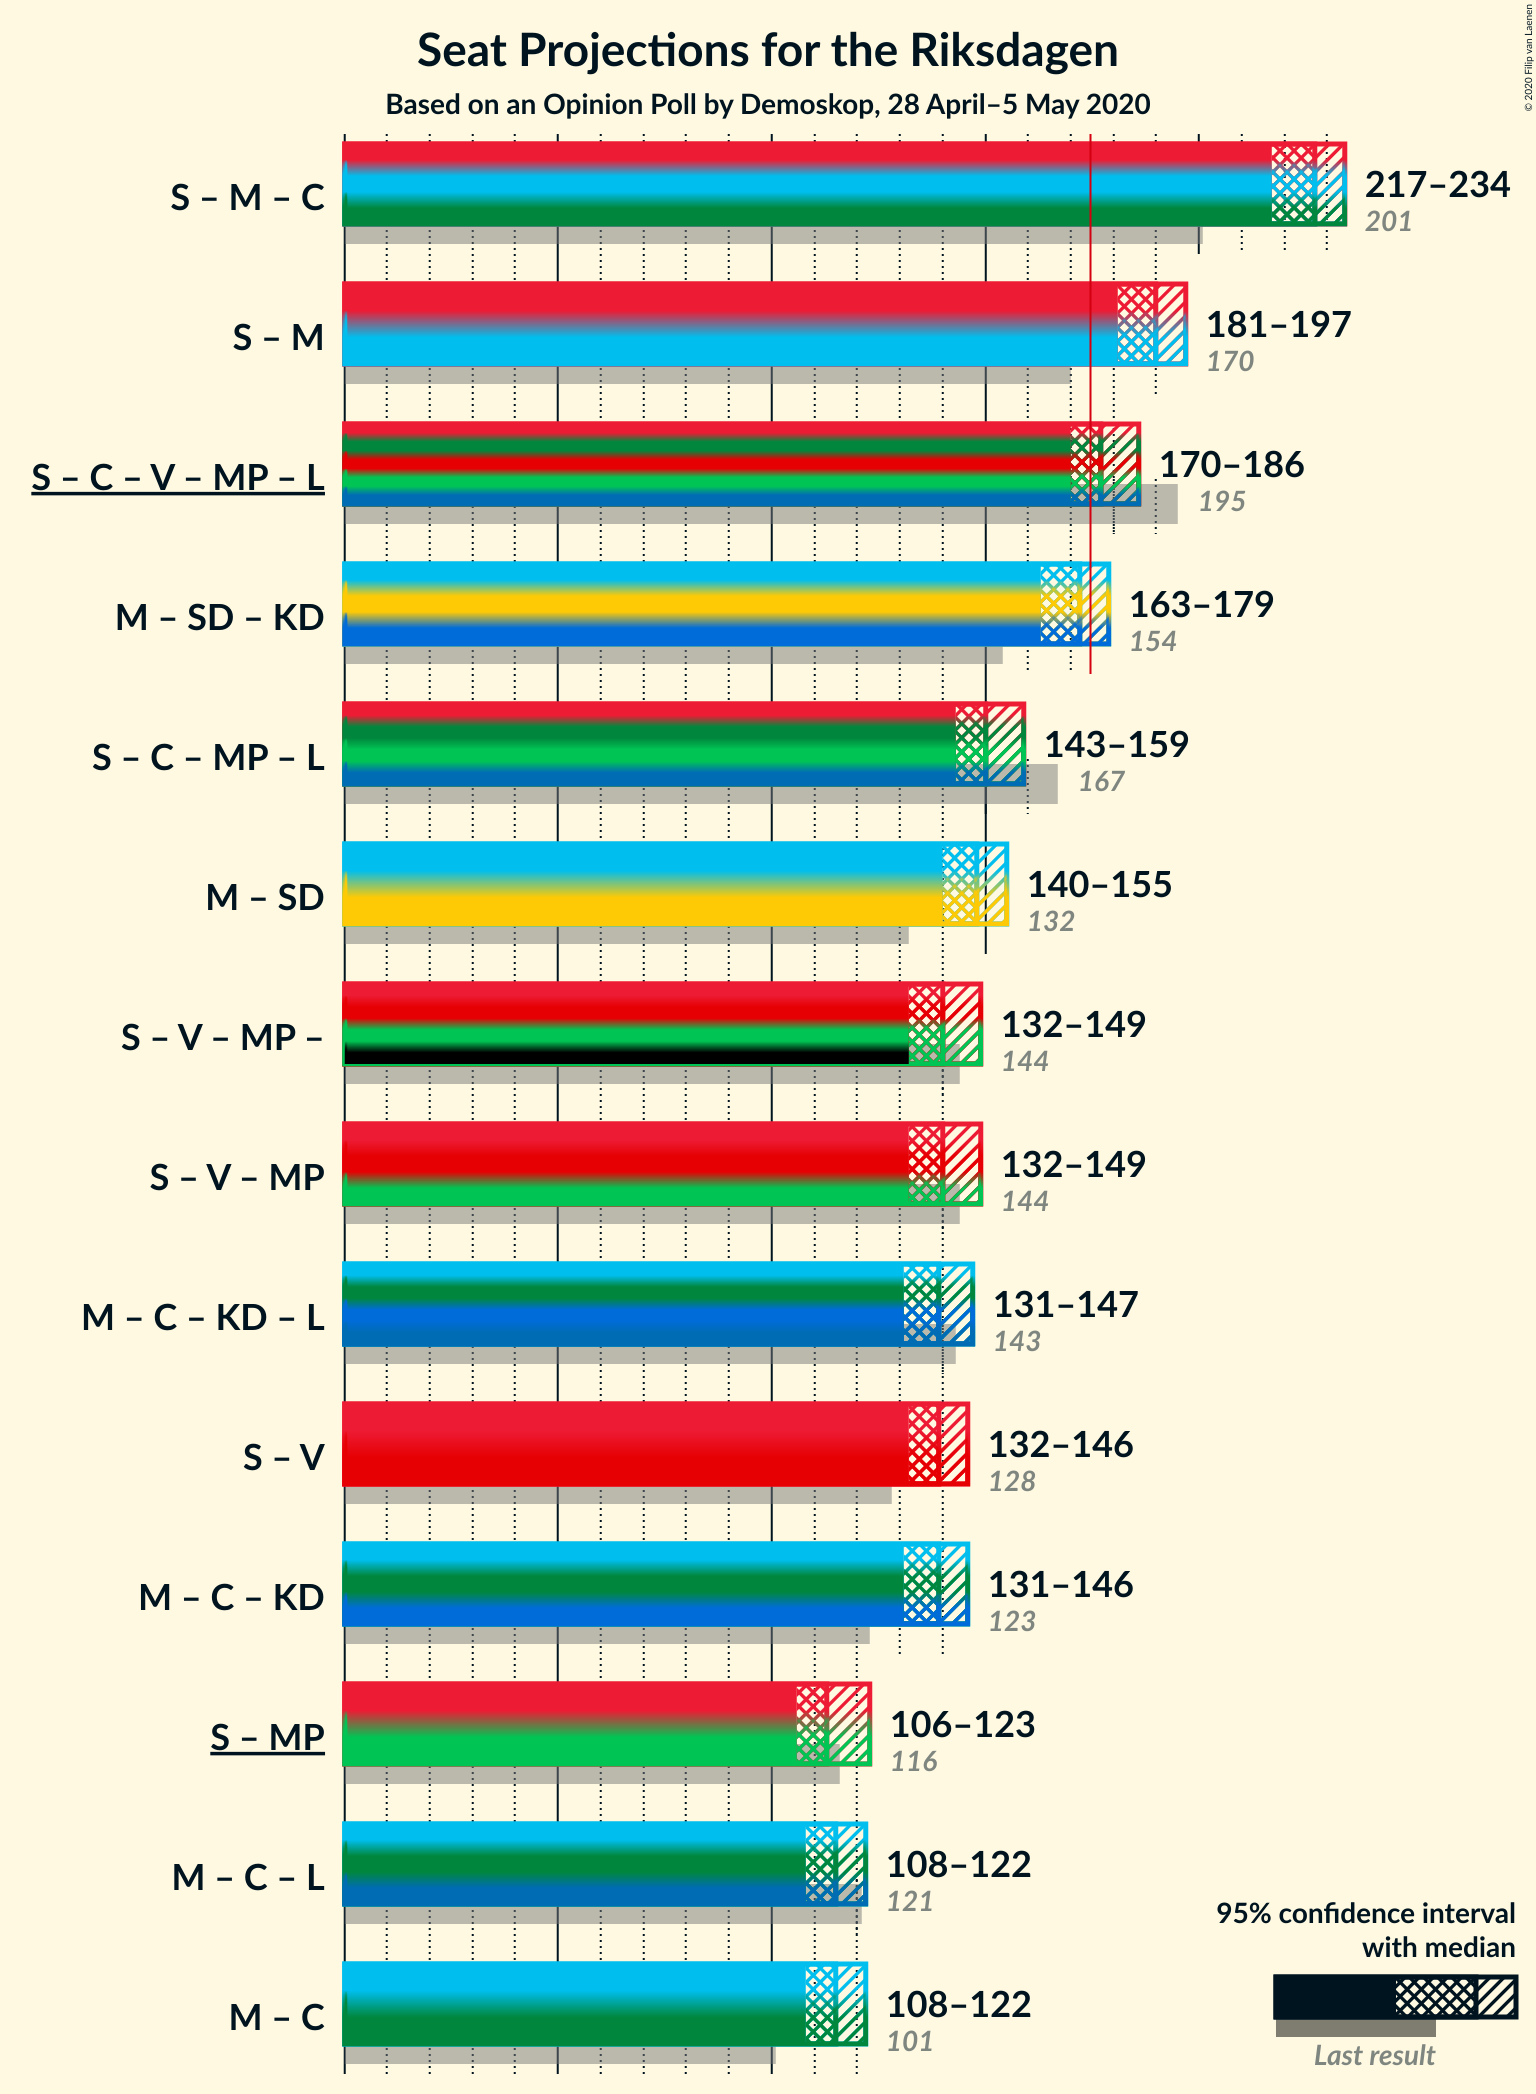 © 2020 Filip van Laenen
Seat Projections for the Riksdagen
Based on an Opinion Poll by Demoskop, 28 April–5 May 2020
S – M – C
217–234
201
S – M
181–197
170
S – C – V – MP – L
170–186
195
M – SD – KD
163–179
154
S – C – MP – L
143–159
167
M – SD
140–155
132
S – V – MP –
132–149
144
S – V – MP
132–149
144
M – C – KD – L
131–147
143
S – V
132–146
128
M – C – KD
131–146
123
S – MP
106–123
116
M – C – L
108–122
121
M – C
108–122
101
95% confidence interval
with median
Last result